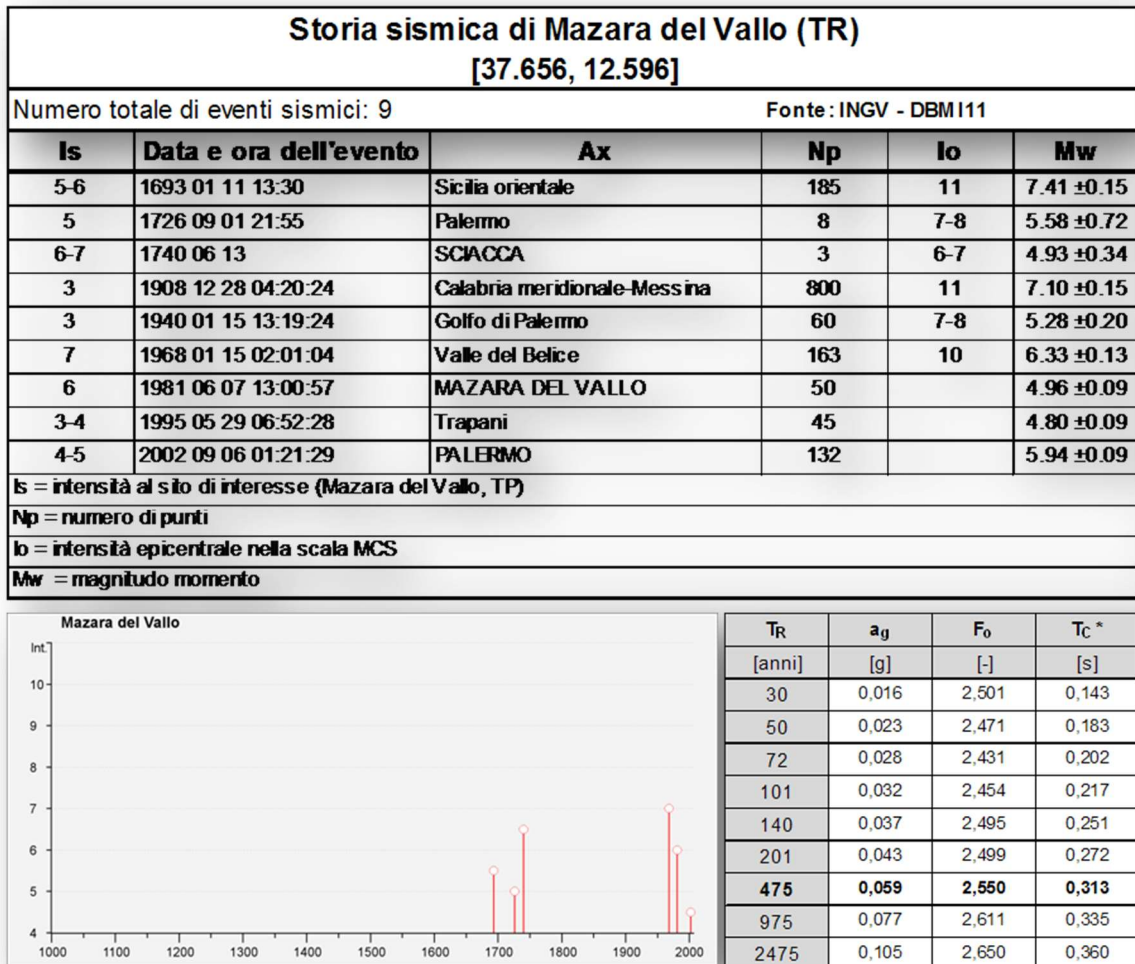 Storia sismica di Mazara del Vallo (TR)
[37.656, 12.596]
Numero totale di eventi sismici: 9 Fonte: INGV - DBMI11
Is Data e ora dell'evento Ax Np Io Mw
5-6 1693 01 11 13:30 Sicilia orientale 185 11 7.41 ±0.15
5 1726 09 01 21:55 Palermo 8 7-8 5.58 ±0.72
6-7 1740 06 13 SCIACCA 3 6-7 4.93 ±0.34
3 1908 12 28 04:20:24 Calabria meridionale-Messina 800 11 7.10 ±0.15
3 1940 01 15 13:19:24 Golfo di Palermo 60 7-8 5.28 ±0.20
7 1968 01 15 02:01:04 Valle del Belice 163 10 6.33 ±0.13
6 1981 06 07 13:00:57 MAZARA DEL VALLO 50 4.96 ±0.09
3-4 1995 05 29 06:52:28 Trapani 45 4.80 ±0.09
4-5 2002 09 06 01:21:29 PALERMO 132 5.94 ±0.09
Is = intensità al sito di interesse (Mazara del Vallo, TP)
Np = numero di punti
Io = intensità epicentrale nella scala MCS
Mw = magnitudo momento
Mazara del Vallo
Int.
10
9
8
7
6
5
4
1000 1100 1200 1300 1400 1500 1600 1700 1800 1900 2000
TR ag Fo TC *
[anni] [g] [-] [s]
30 0,016 2,501 0,143
50 0,023 2,471 0,183
72 0,028 2,431 0,202
101 0,032 2,454 0,217
140 0,037 2,495 0,251
201 0,043 2,499 0,272
475 0,059 2,550 0,313
975 0,077 2,611 0,335
2475 0,105 2,650 0,360